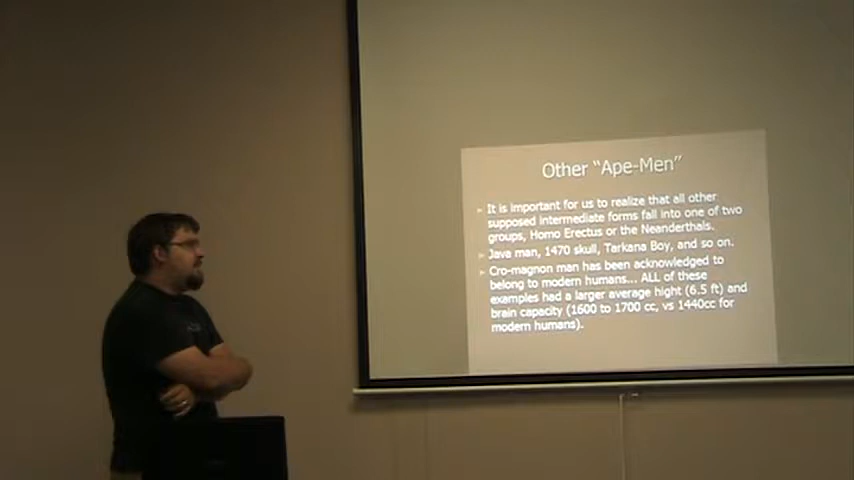 Other “Ape-Men”
It is important for us to realize that all other
supposed intermediate forms fall into one of two
groups, Homo Erectus or the Neanderthals.
Java man, 1470 skull, Tarkana Boy, and so on.
Cro-magnon man has been acknowledged to
belong to modern humans... ALL of these
examples had a larger average hight (6.5 ft) and
brain capacity (1600 to 1700 cc, vs 1440cc for
modern humans).